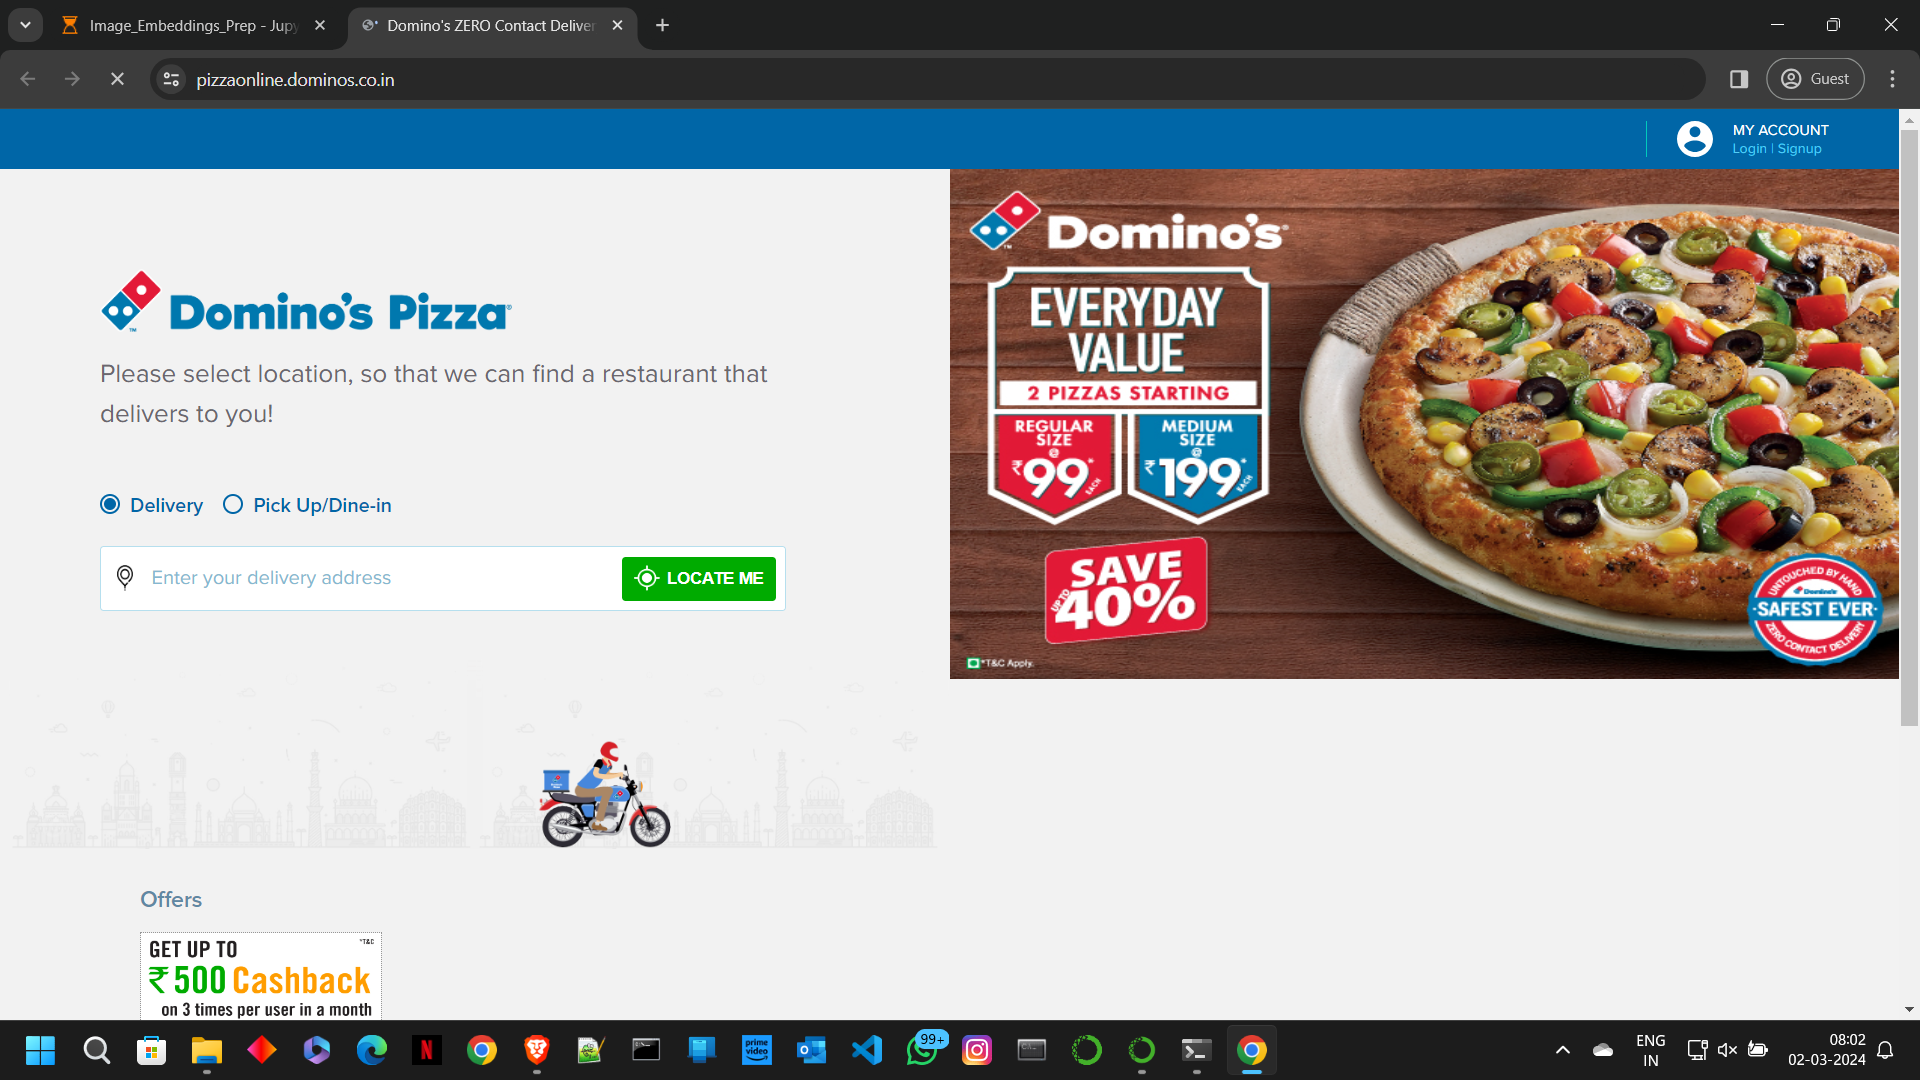 Image_Embeddings_Prep - Jupy
Domino's ZERO Contact Deliver
pizzaonline.dominos.co.in
Guest
MY ACCOUNT
Login | Signup
Domino's Pizza
Please select location, so that we can find a restaurant that
delivers to you!
Delivery
Pick Up/Dine-in
Enter your delivery address
LOCATE ME
Domino's
EVERYDAY
VALUE
2 PIZZAS STARTING
REGULAR
SIZE
@
₹99*
EACH
MEDIUM
SIZE
@
₹199*
EACH
SAVE
UPTO
40%
*T&C Apply.
UNTOUCHED BY HAND
Domino's
SAFEST EVER
ZERO CONTACT DELIVERY
Offers
GET UP TO
*T&C
₹500 Cashback
on 3 times per user in a month
prime
video
99+
ENG
IN
08:02
02-03-2024